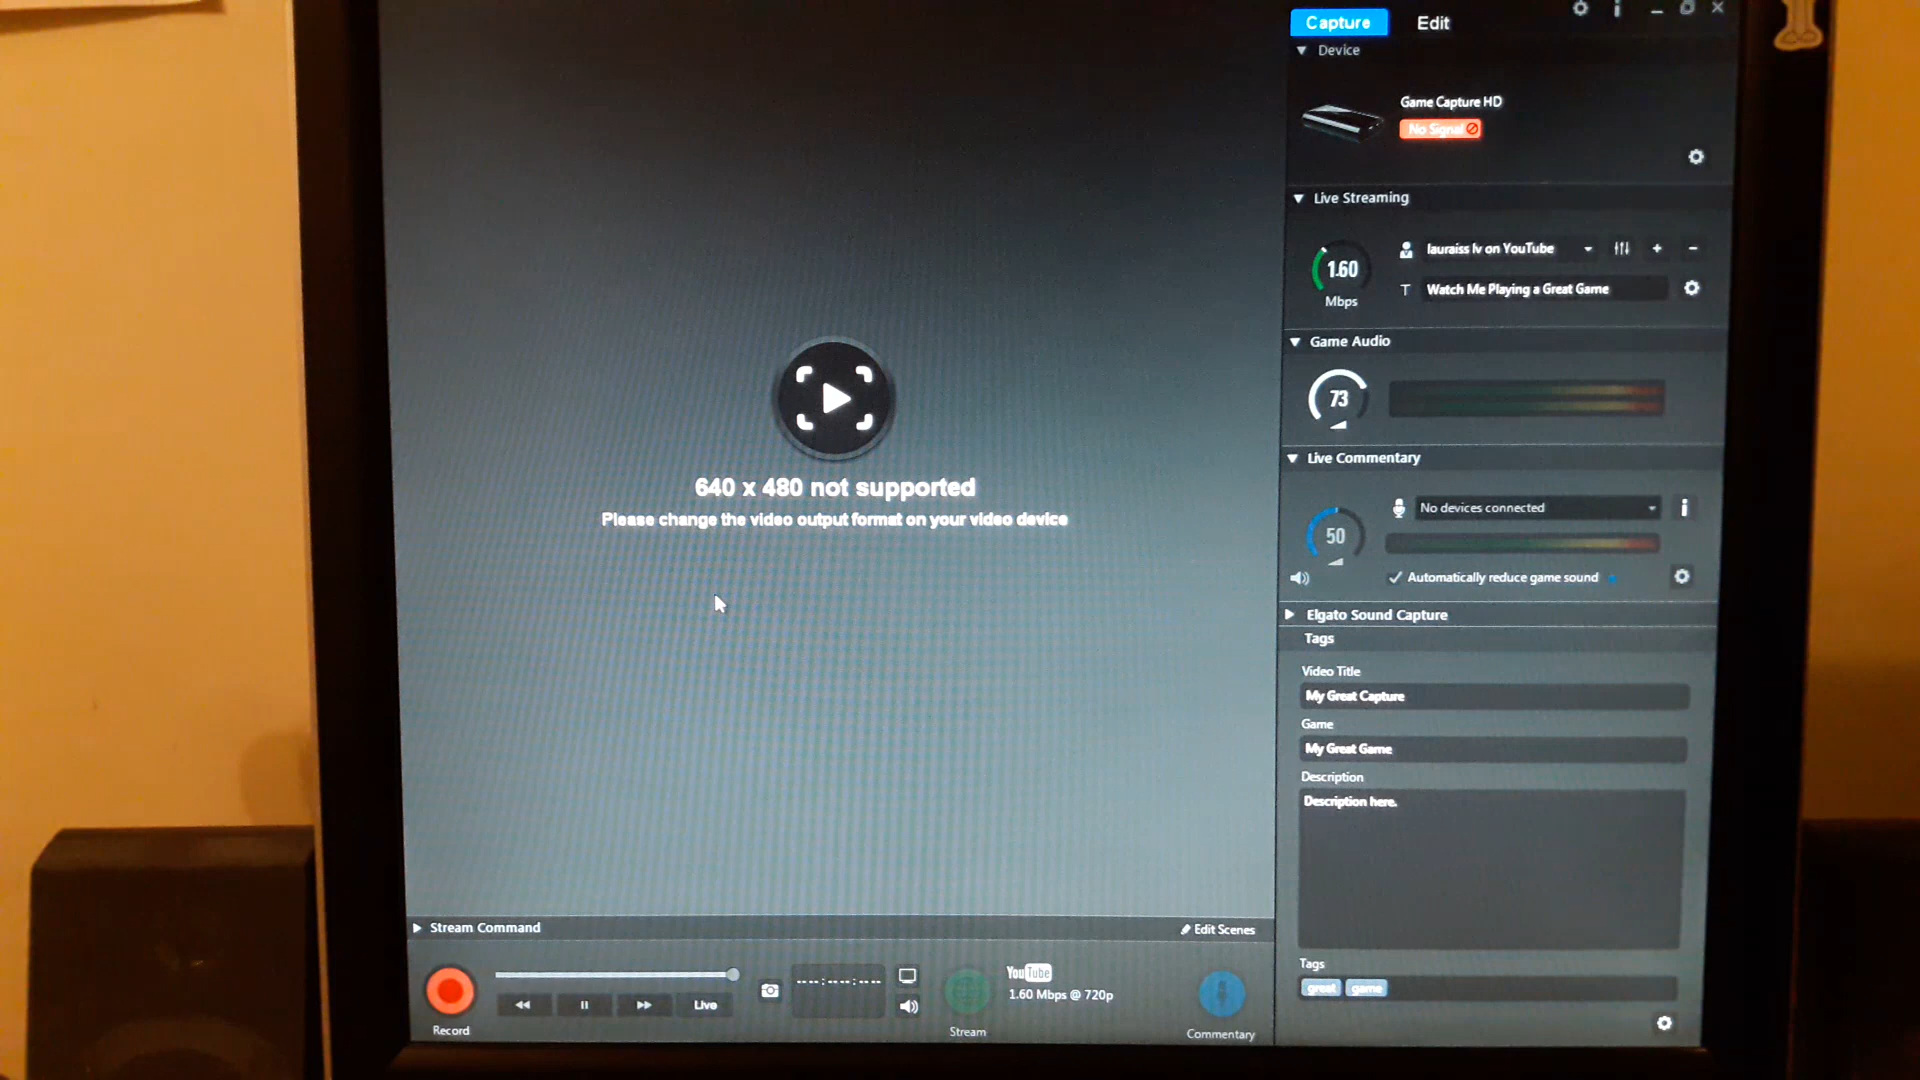 Capture Edit
Device
Game Capture HD
No Signal
Live Streaming
1.60
Mbps
lauraiss lv on YouTube
T Watch Me Playing a Great Game
Game Audio
73
Live Commentary
No devices connected
50
Automatically reduce game sound
Elgato Sound Capture
Tags
Video Title
My Great Capture
Game
My Great Game
Description
Description here.
Tags
great game
640 x 480 not supported
Please change the video output format on your video device
Stream Command
Edit Scenes
Record
Live
--:--:--
Stream
YouTube
1.60 Mbps @ 720p
Commentary